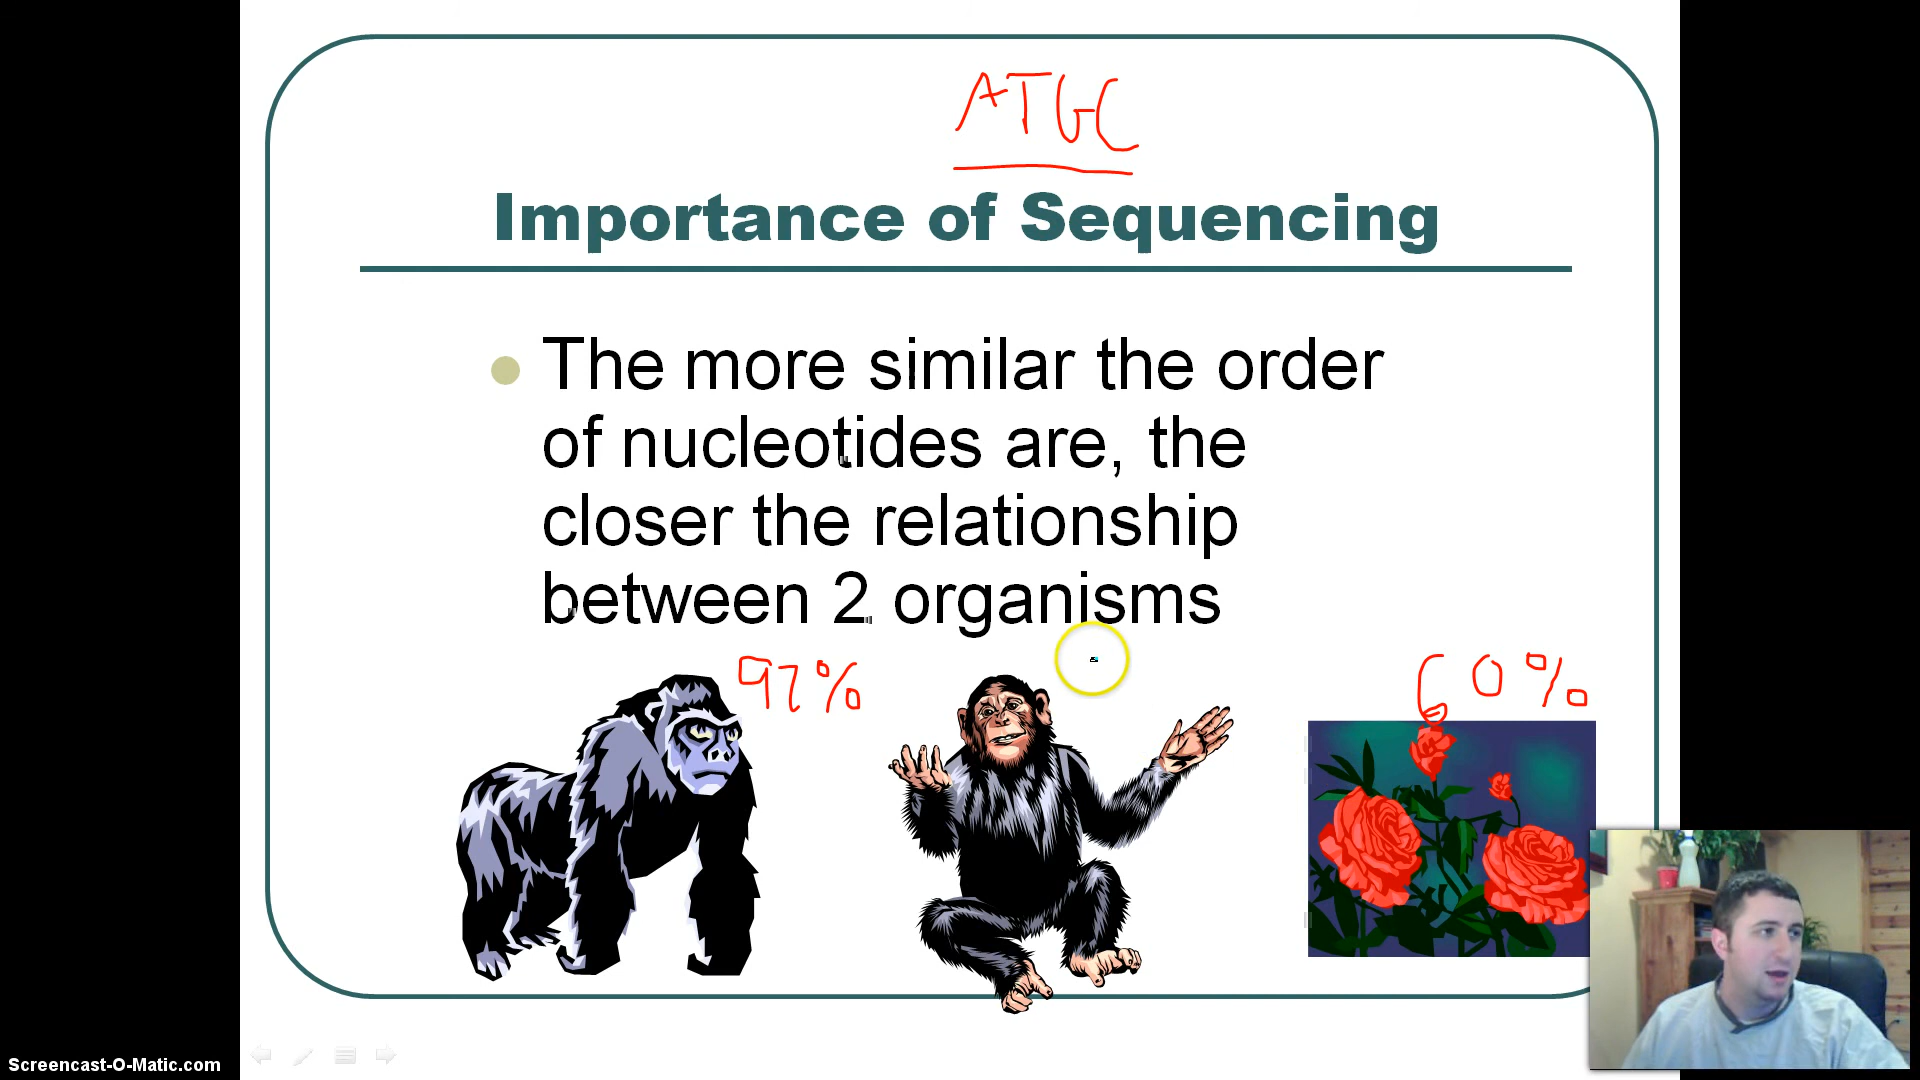 ATGC
Importance of Sequencing
The more similar the order
of nucleotides are, the
closer the relationship
between 2 organisms
97%
60%
Screencast-O-Matic.com